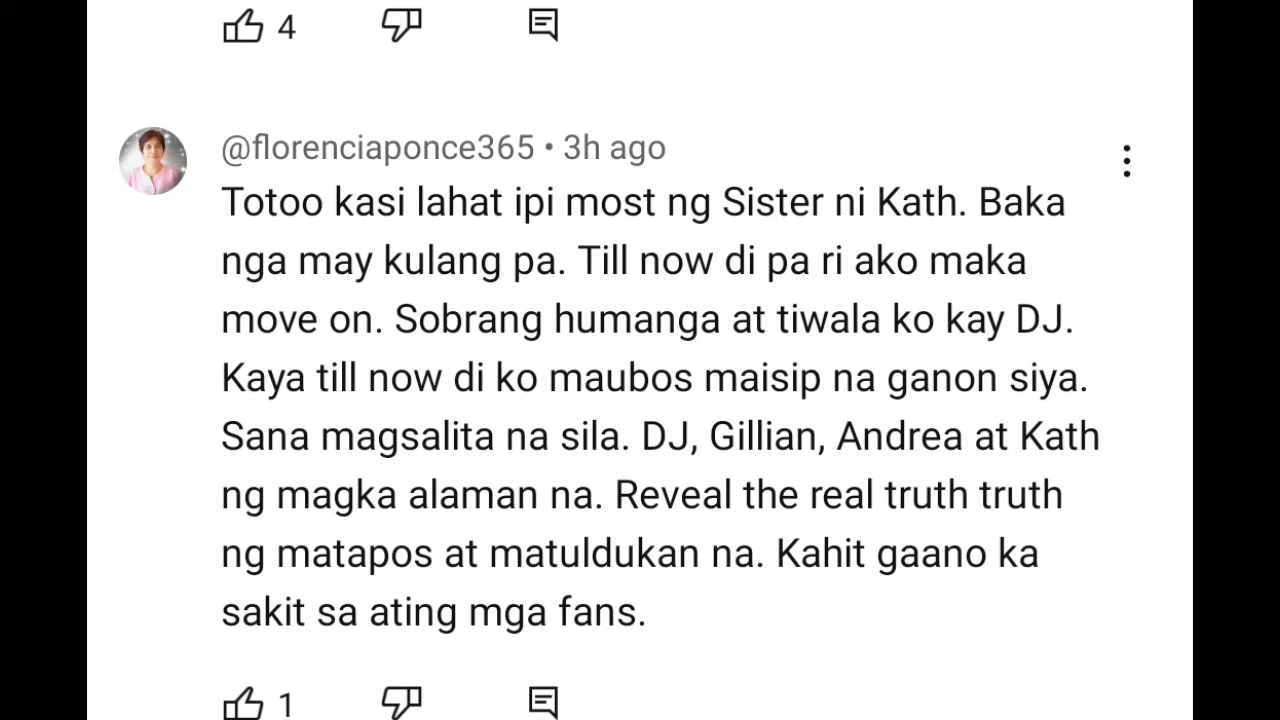 4
@florenciaponce365 • 3h ago
Totoo kasi lahat ipi most ng Sister ni Kath. Baka
nga may kulang pa. Till now di pa ri ako maka
move on. Sobrang humanga at tiwala ko kay DJ.
Kaya till now di ko maubos maisip na ganon siya.
Sana magsalita na sila. DJ, Gillian, Andrea at Kath
ng magka alaman na. Reveal the real truth truth
ng matapos at matuldukan na. Kahit gaano ka
sakit sa ating mga fans.
1